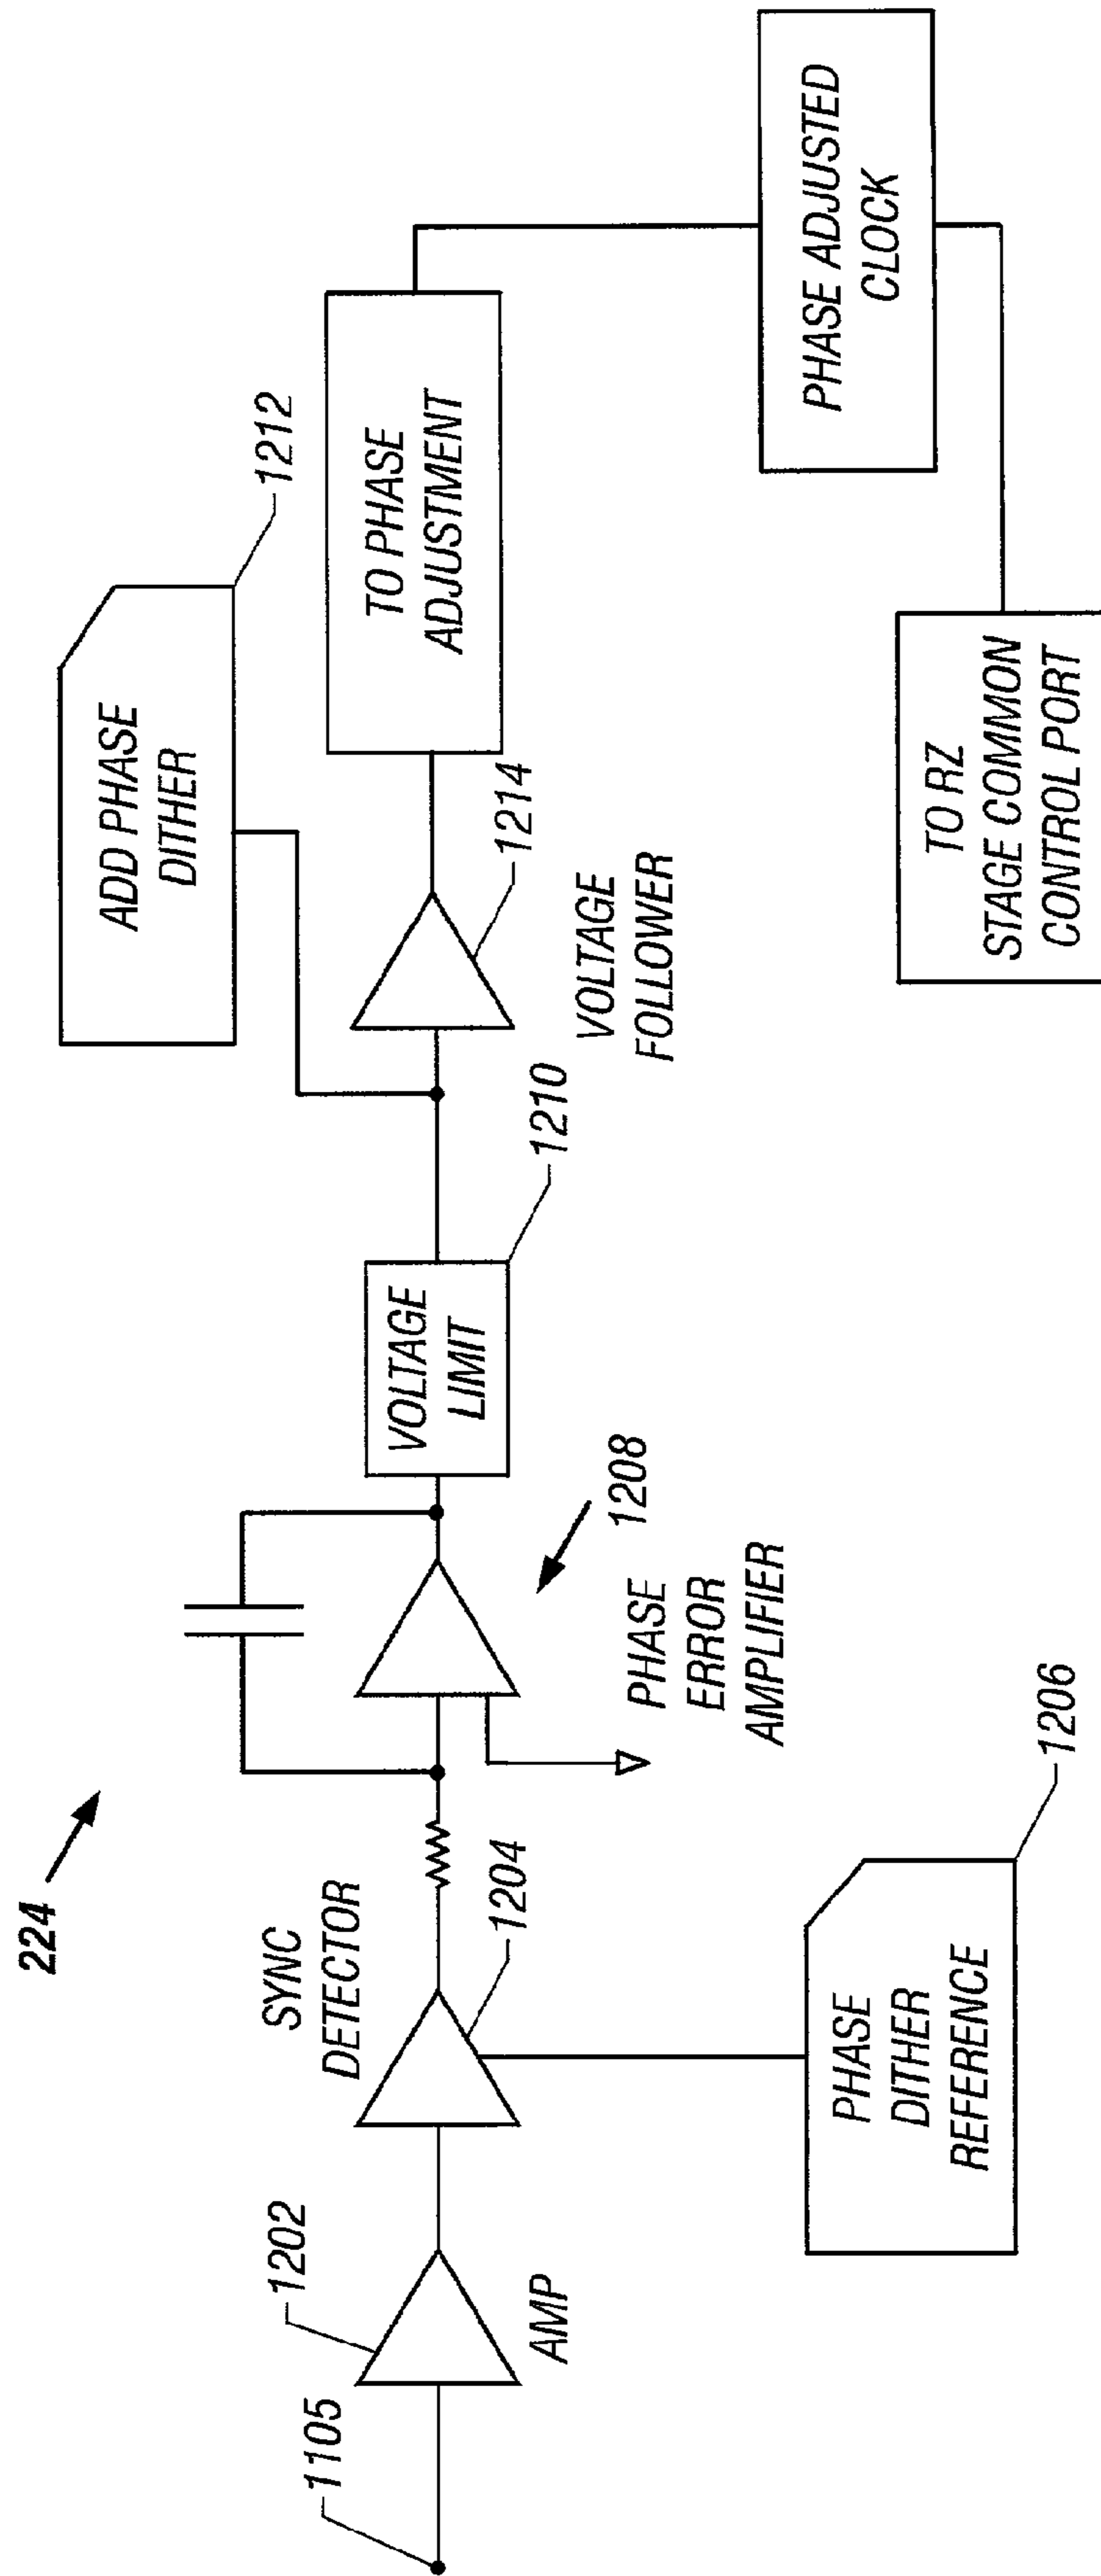 224
1105
1202
AMP
SYNC
DETECTOR
1204
PHASE
DITHER
REFERENCE
1206
PHASE
ERROR
AMPLIFIER
1208
VOLTAGE
LIMIT
1210
ADD PHASE
DITHER
1212
VOLTAGE
FOLLOWER
1214
TO PHASE
ADJUSTMENT
PHASE ADJUSTED
CLOCK
TO RZ
STAGE COMMON
CONTROL PORT